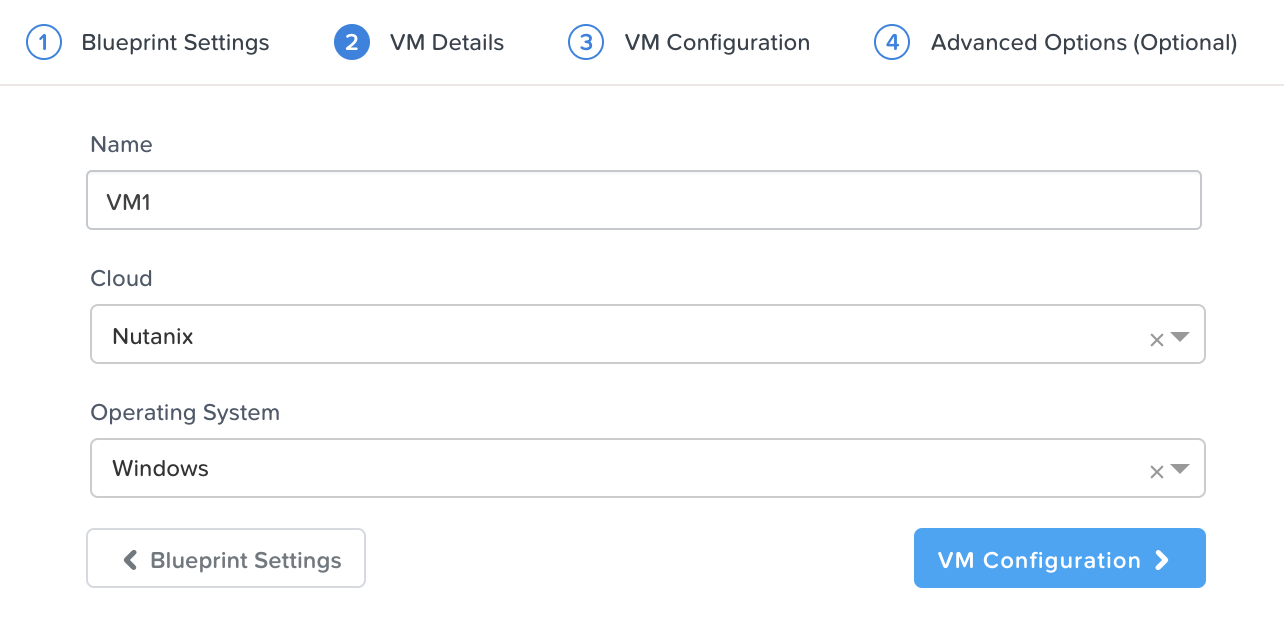 1 Blueprint Settings 2 VM Details 3 VM Configuration 4 Advanced Options (Optional)
Name
VM1
Cloud
Nutanix
Operating System
Windows
Blueprint Settings VM Configuration